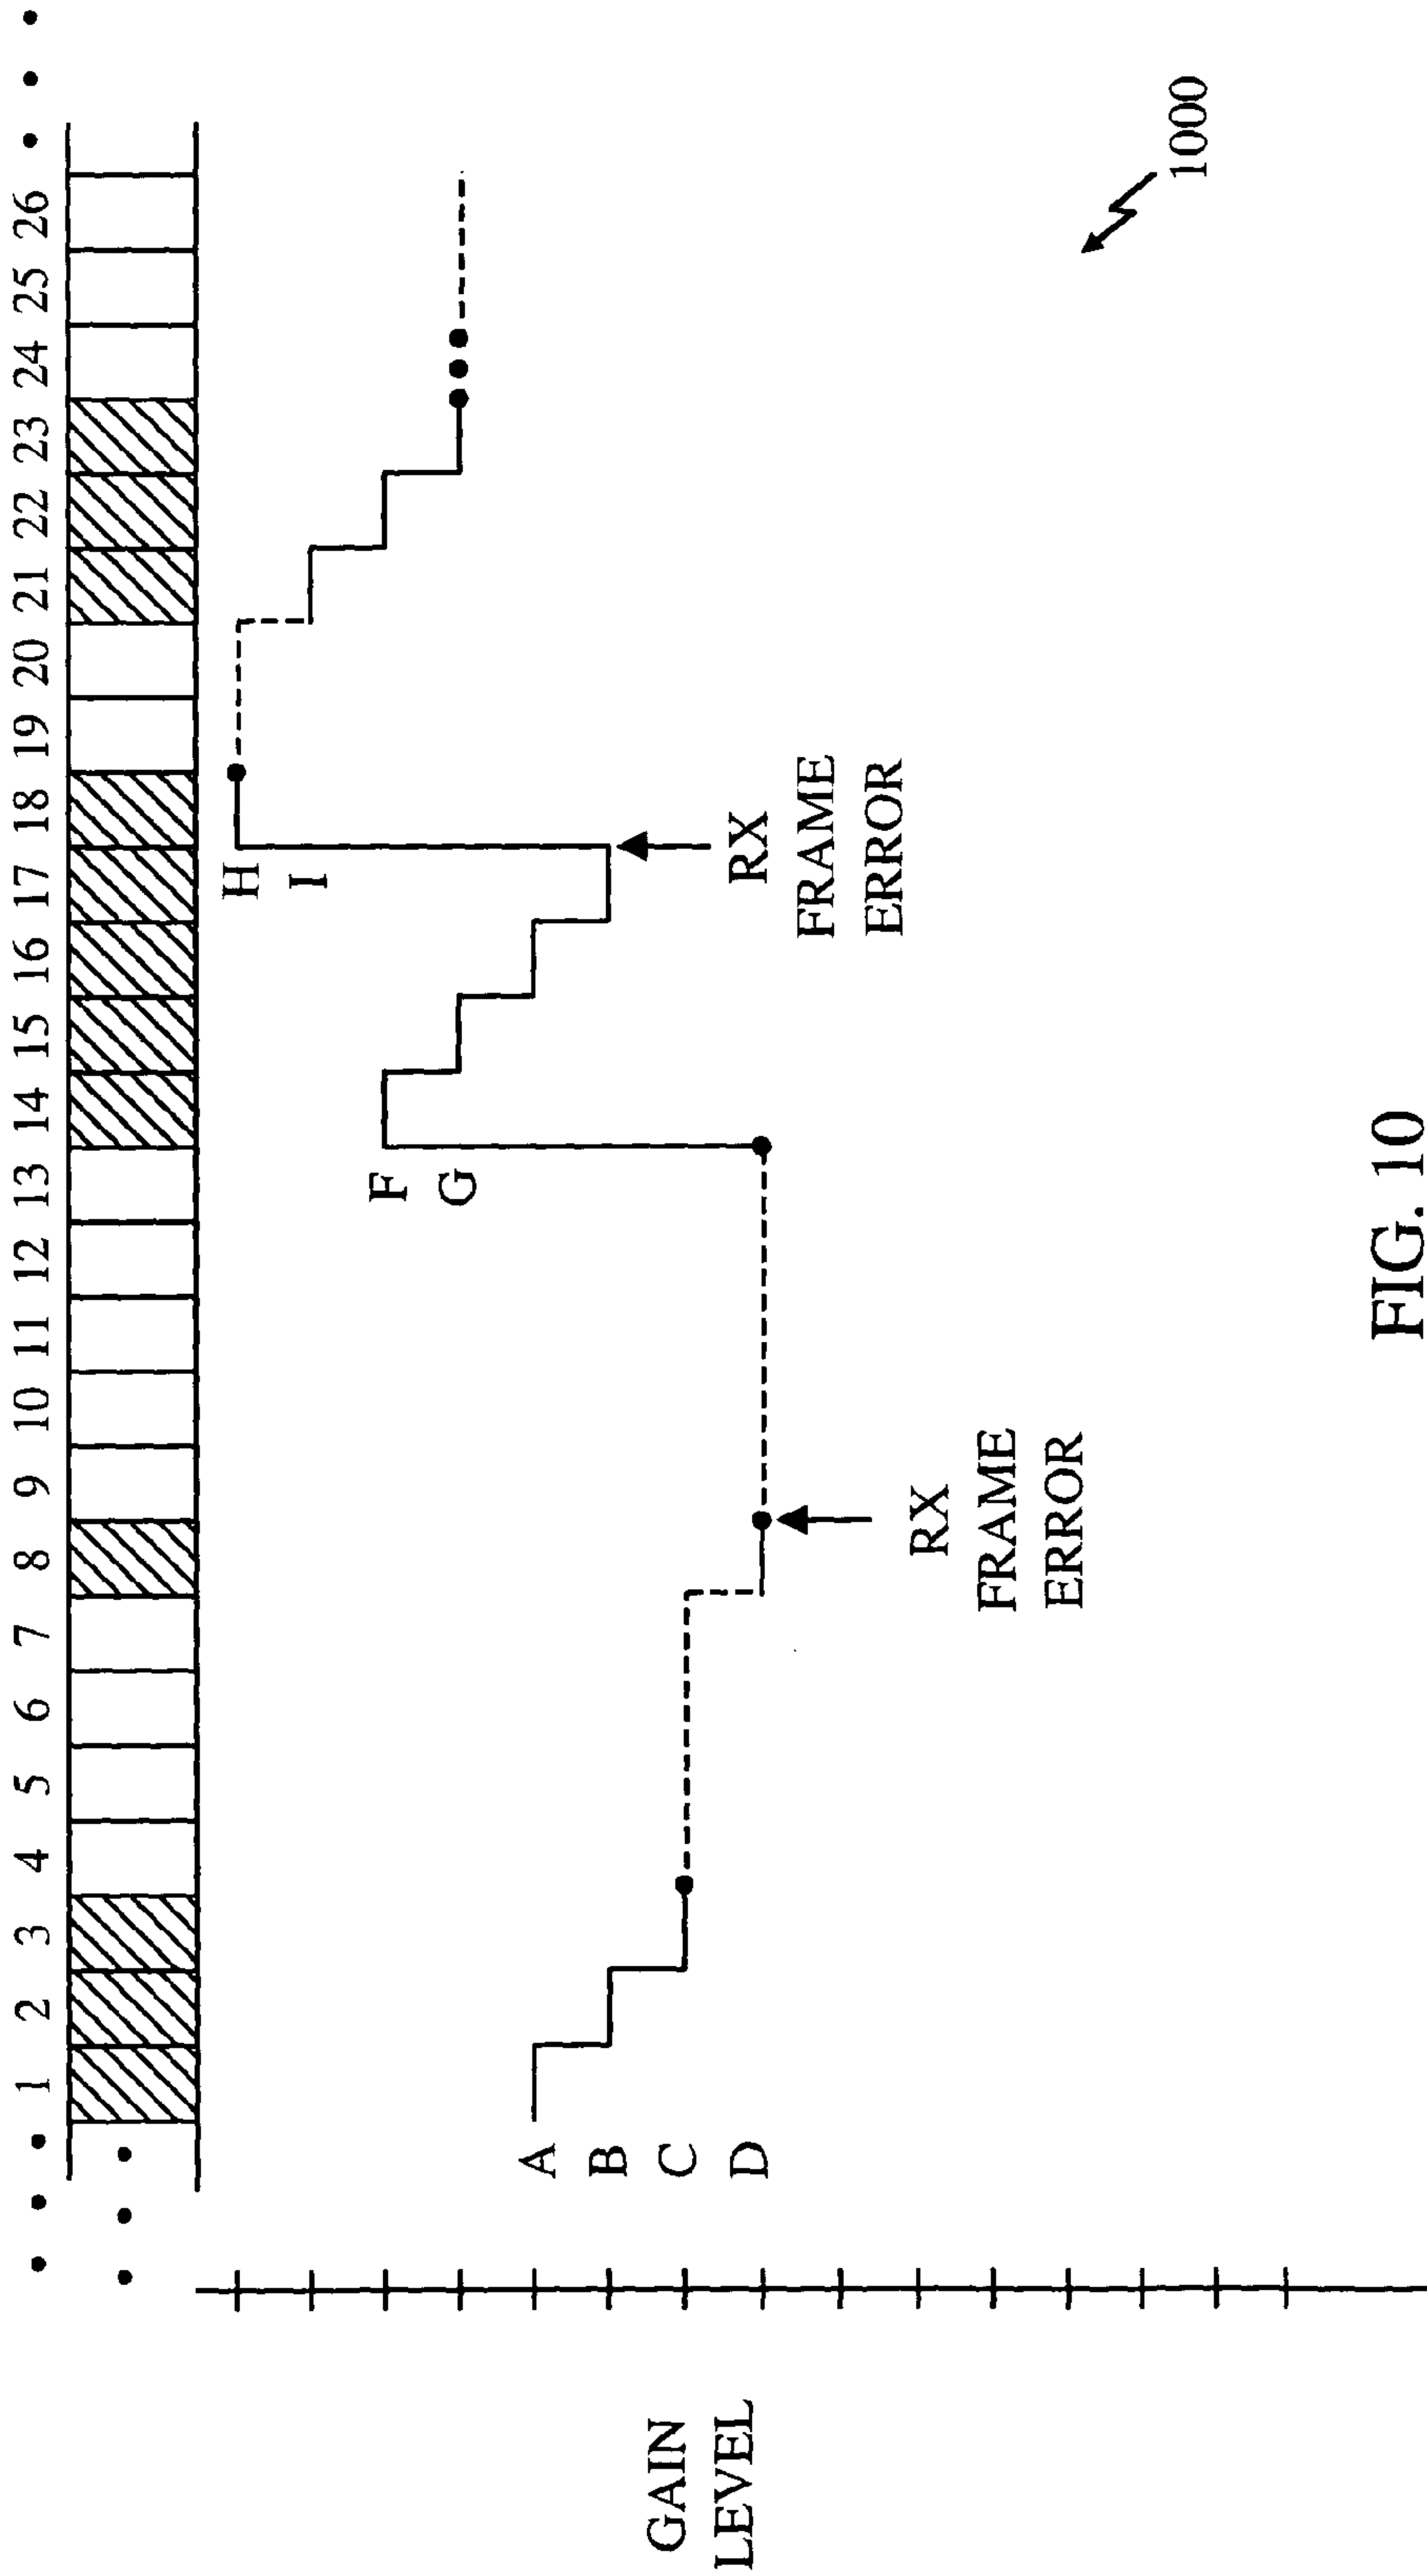 1 2 3 4 5 6 7 8 9 10 11 12 13 14 15 16 17 18 19 20 21 22 23 24 25 26
H
I
F
G
A
B
C
D
GAIN
LEVEL
RX
FRAME
ERROR
RX
FRAME
ERROR
1000
FIG. 10